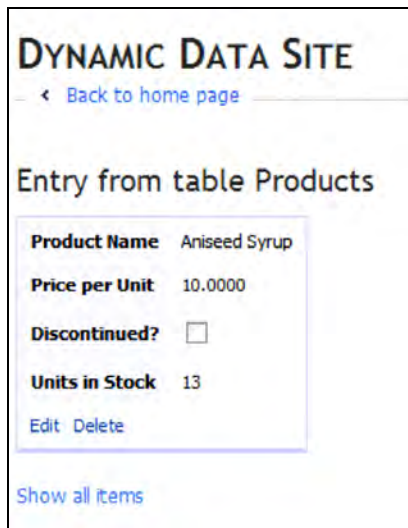 DYNAMIC DATA SITE
Back to home page
Entry from table Products
Product Name Aniseed Syrup
Price per Unit 10.0000
Discontinued?
Units in Stock 13
Edit Delete
Show all items